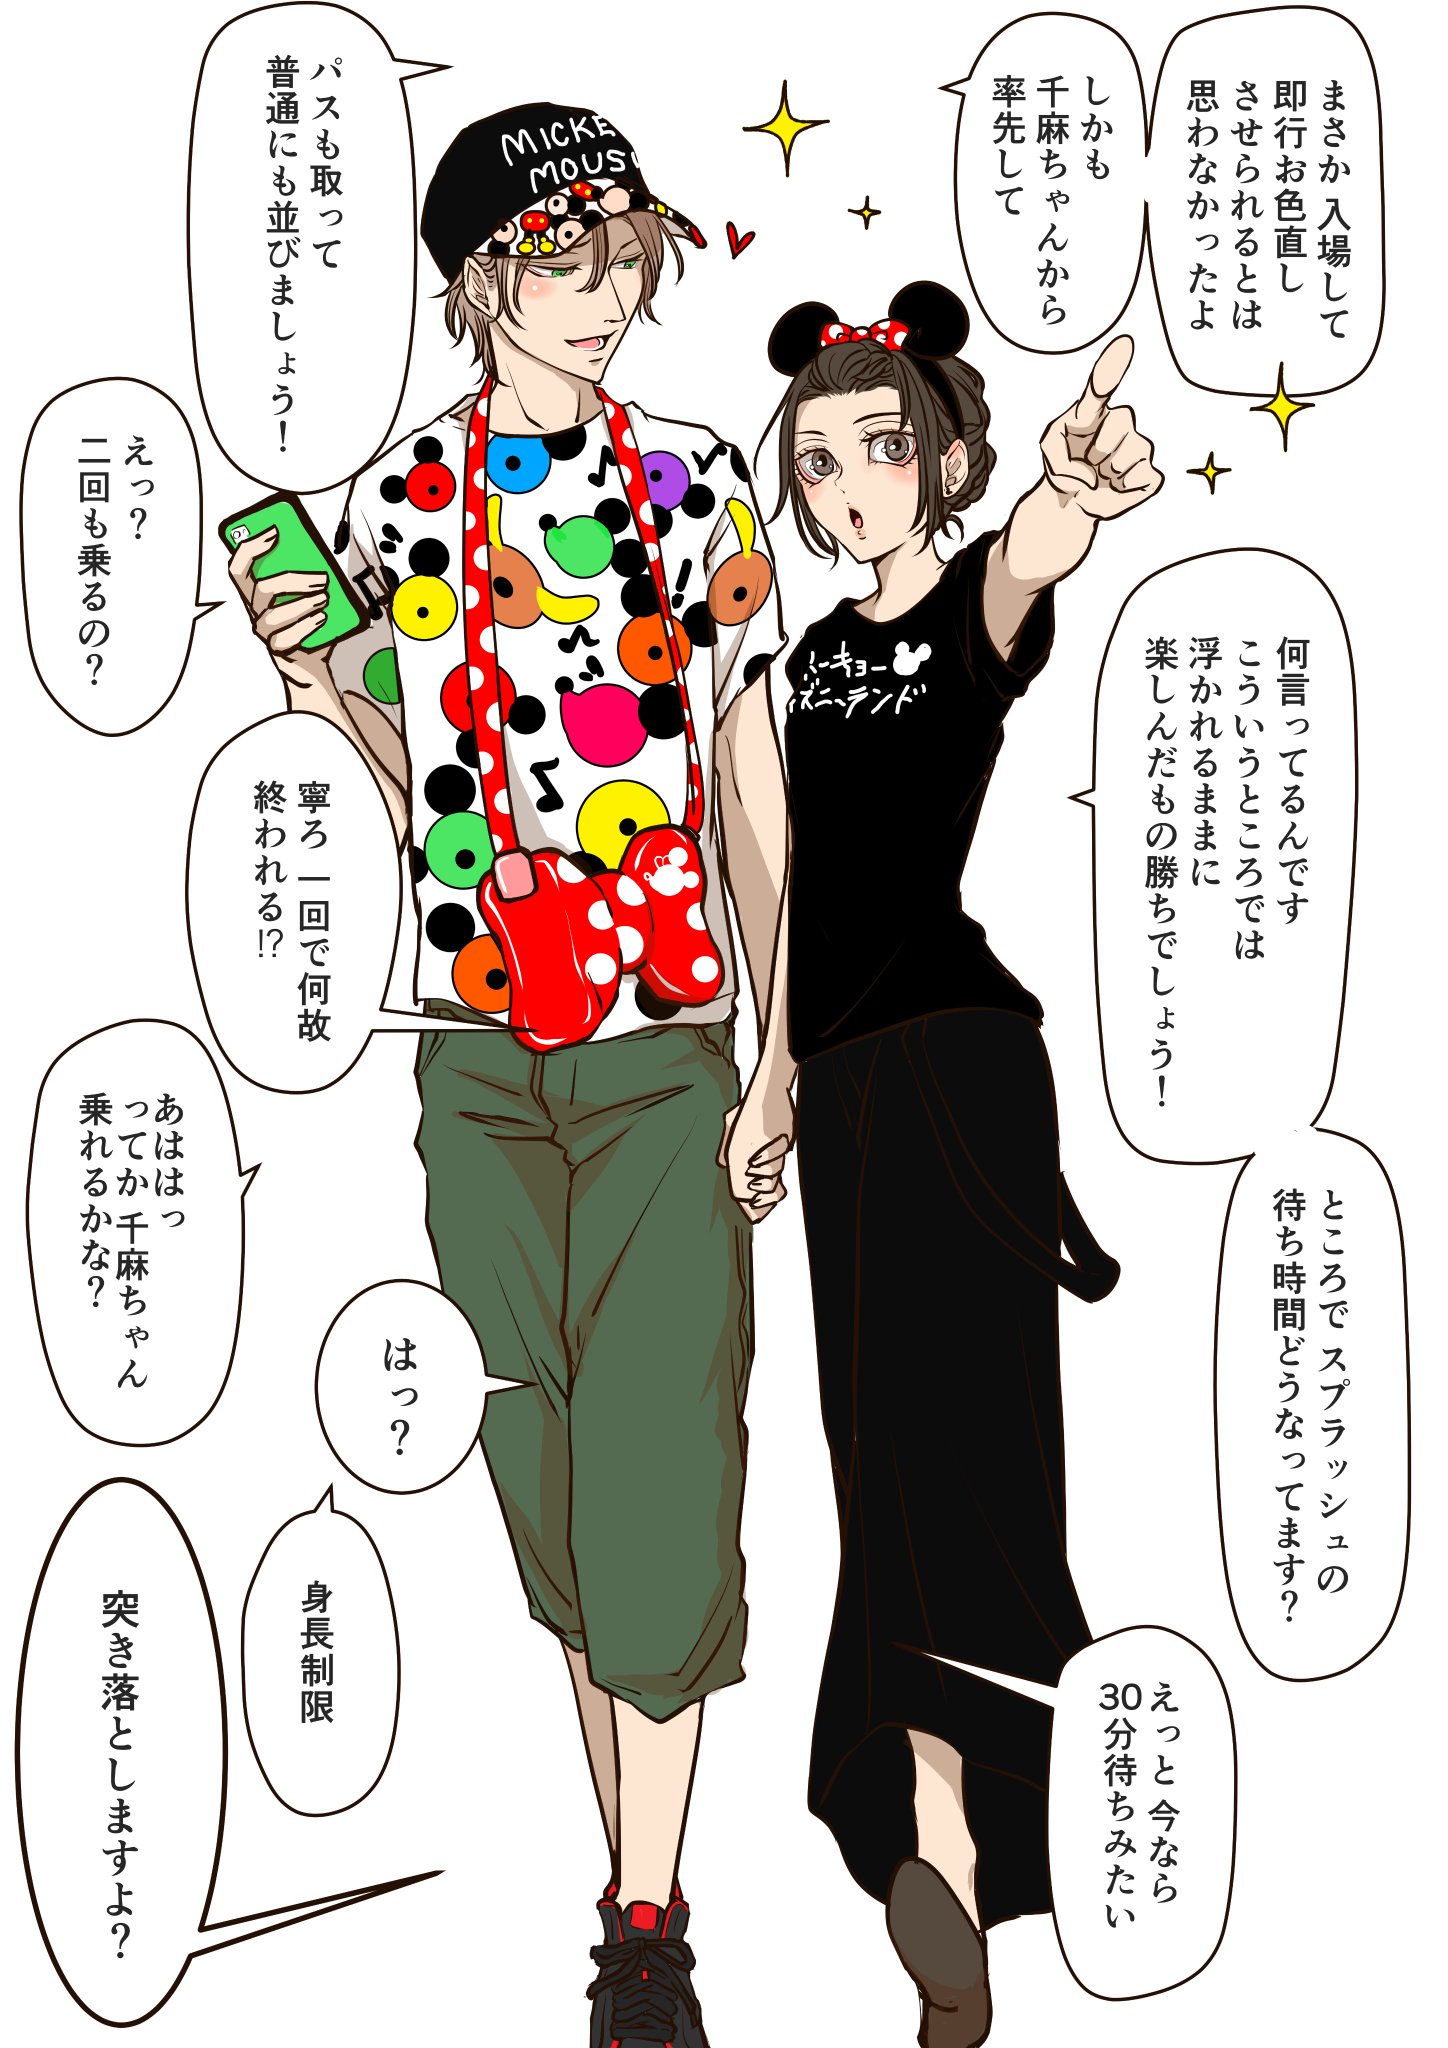 まさか 入場して
即行お色直し
させられるとは
思わなかったよ
しかも
千麻ちゃんから
率先して
何言ってるんです
こういうところでは
浮かれるままに
楽しんだもの勝ちでしょう！
ところで スプラッシュの
待ち時間どうなってます？
えっと 今なら
30分待ちみたい
パスも取って
普通にも並びましょう！
えっ？
二回も乗るの？
寧ろ 一回で何故
終われる!?
あははっ
ってか 千麻ちゃん
乗れるかな？
はっ？
身長制限
突き落としますよ？
MICKE
MOUS
ーキョー
ィズニーランド